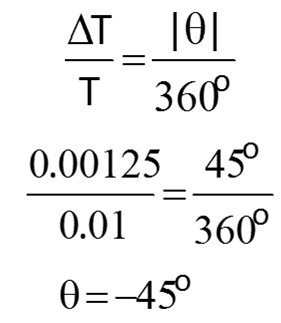 ΔT/T = |θ|/360°
0.00125/0.01 = 45°/360°
θ = −45°